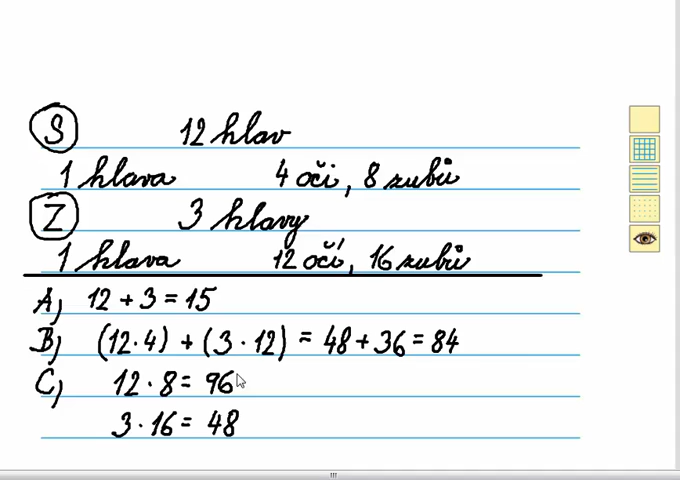 S 12 hlav
1 hlava 4 oči, 8 zubů
Z 3 hlavy
1 hlava 12 očí, 16 zubů
A) 12 + 3 = 15
B) (12 · 4) + (3 · 12) = 48 + 36 = 84
C) 12 · 8 = 96
3 · 16 = 48